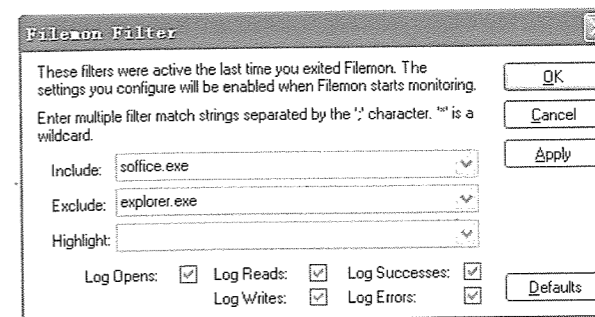 Filemon Filter
These filters were active the last time you exited Filemon. The
settings you configure will be enabled when Filemon starts monitoring.
Enter multiple filter match strings separated by the ';' character. '*' is a
wildcard.
Include: soffice.exe
Exclude: explorer.exe
Highlight:
Log Opens: Log Reads: Log Successes:
Log Writes: Log Errors:
OK
Cancel
Apply
Defaults